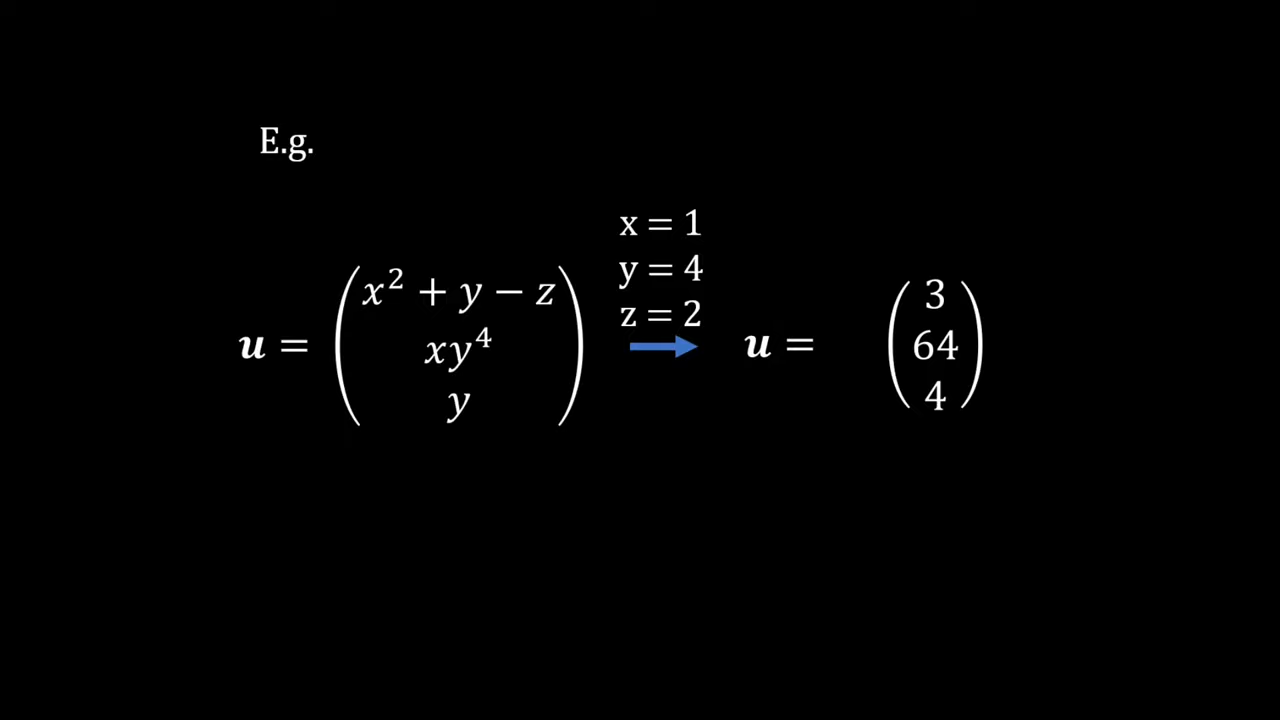 E.g.
x = 1
y = 4
z = 2
u = (x² + y − z
xy⁴
y)
u = (3
64
4)